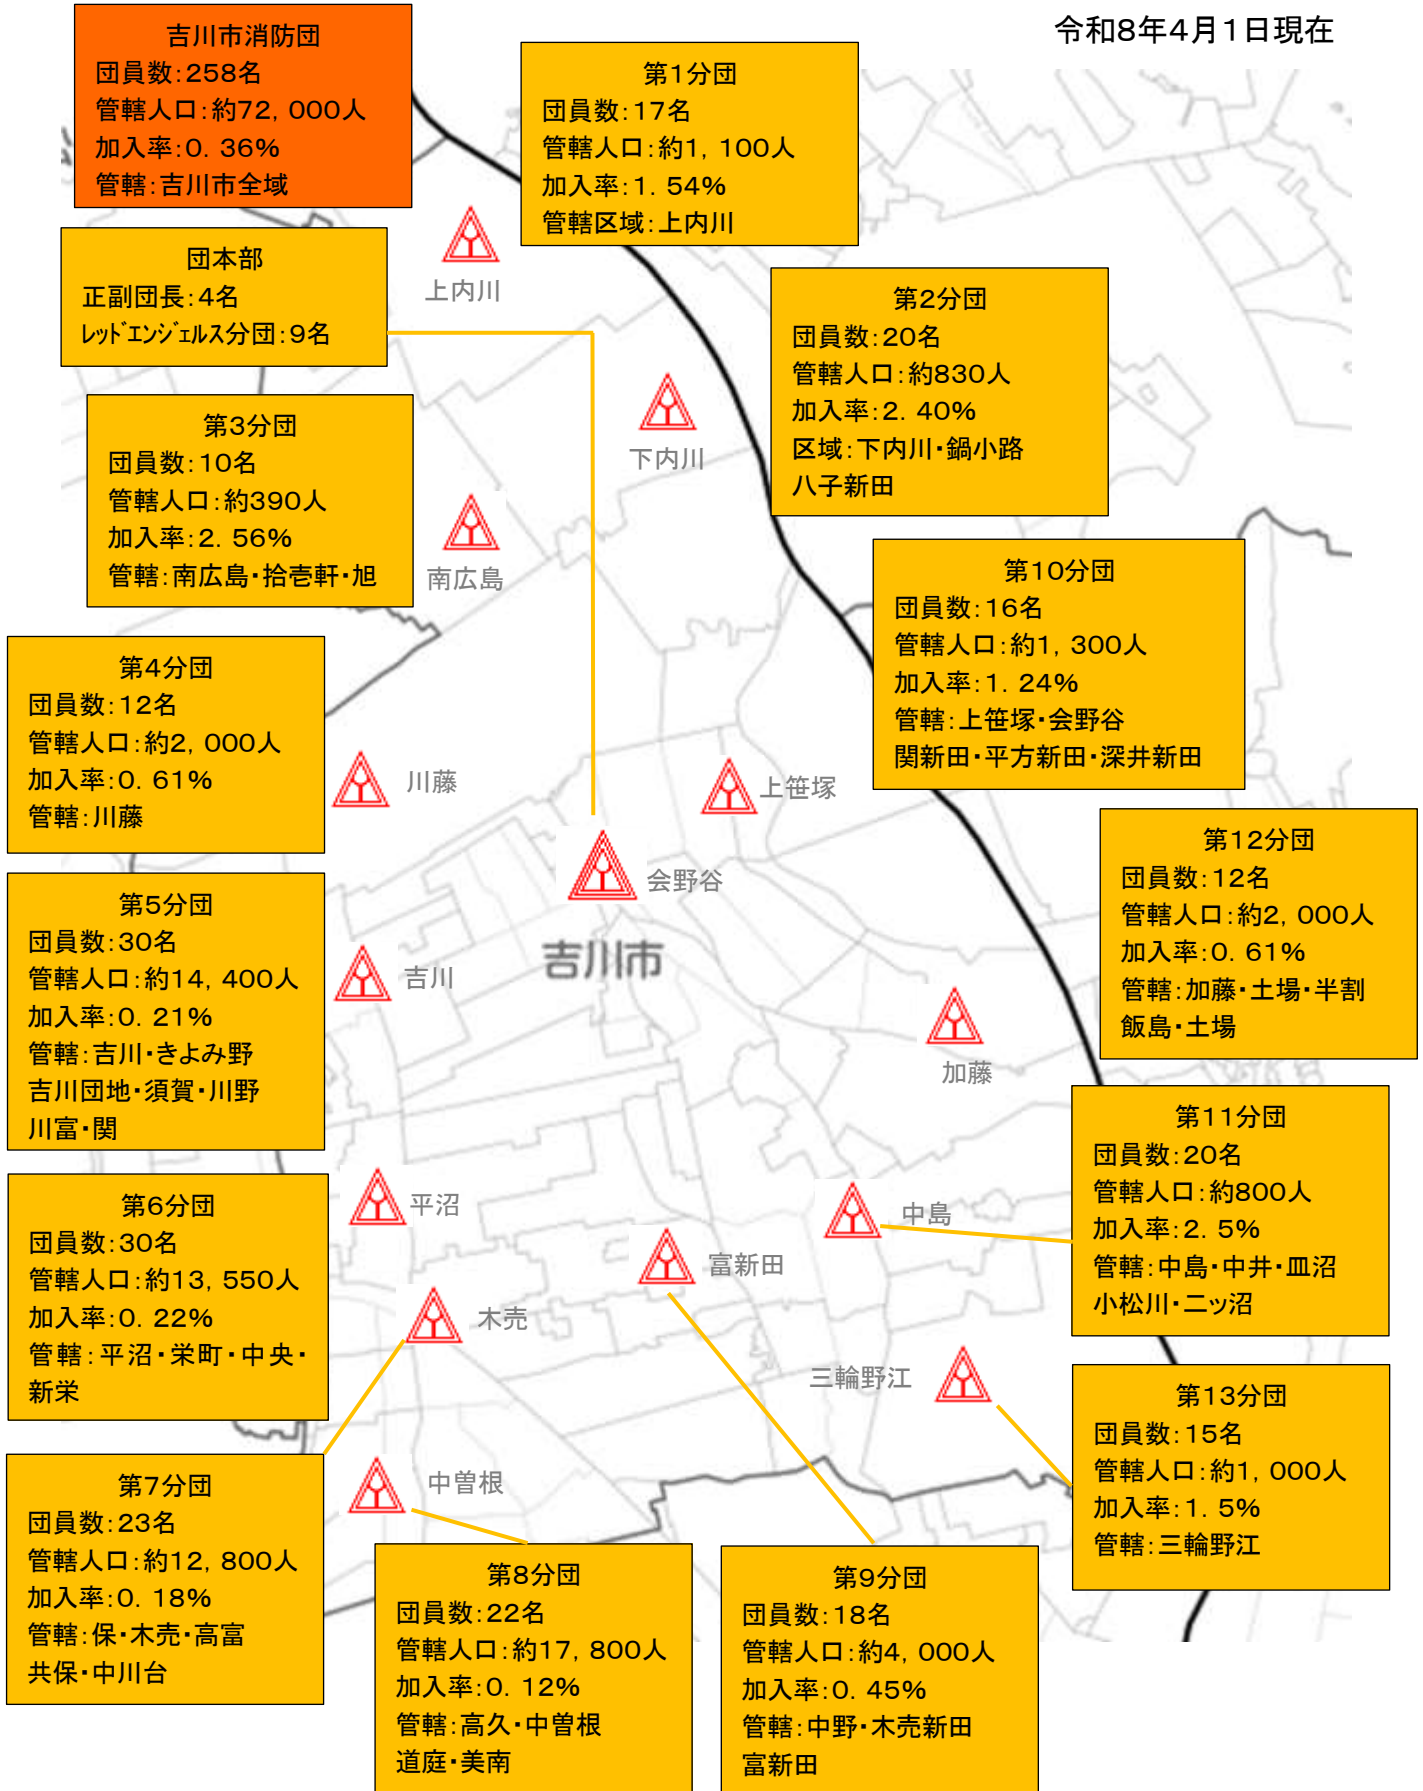 令和8年4月1日現在
吉川市消防団
団員数:258名
管轄人口:約72,000人
加入率:0.36%
管轄:吉川市全域
第1分団
団員数:17名
管轄人口:約1,100人
加入率:1.54%
管轄区域:上内川
団本部
正副団長:4名
レッドエンジェルス分団:9名
上内川
第2分団
団員数:20名
管轄人口:約830人
加入率:2.40%
区域:下内川・鍋小路
八子新田
下内川
第3分団
団員数:10名
管轄人口:約390人
加入率:2.56%
管轄:南広島・拾壱軒・旭
南広島
第10分団
団員数:16名
管轄人口:約1,300人
加入率:1.24%
管轄:上笹塚・会野谷
関新田・平方新田・深井新田
第4分団
団員数:12名
管轄人口:約2,000人
加入率:0.61%
管轄:川藤
川藤
上笹塚
会野谷
第12分団
団員数:12名
管轄人口:約2,000人
加入率:0.61%
管轄:加藤・土場・半割
飯島・土場
第5分団
団員数:30名
管轄人口:約14,400人
加入率:0.21%
管轄:吉川・きよみ野
吉川団地・須賀・川野
川富・関
吉川
吉川市
加藤
第11分団
団員数:20名
管轄人口:約800人
加入率:2.5%
管轄:中島・中井・皿沼
小松川・二ッ沼
第6分団
団員数:30名
管轄人口:約13,550人
加入率:0.22%
管轄:平沼・栄町・中央・
新栄
平沼
中島
富新田
木売
三輪野江
第13分団
団員数:15名
管轄人口:約1,000人
加入率:1.5%
管轄:三輪野江
第7分団
団員数:23名
管轄人口:約12,800人
加入率:0.18%
管轄:保・木売・高富
共保・中川台
中曽根
第8分団
団員数:22名
管轄人口:約17,800人
加入率:0.12%
管轄:高久・中曽根
道庭・美南
第9分団
団員数:18名
管轄人口:約4,000人
加入率:0.45%
管轄:中野・木売新田
富新田